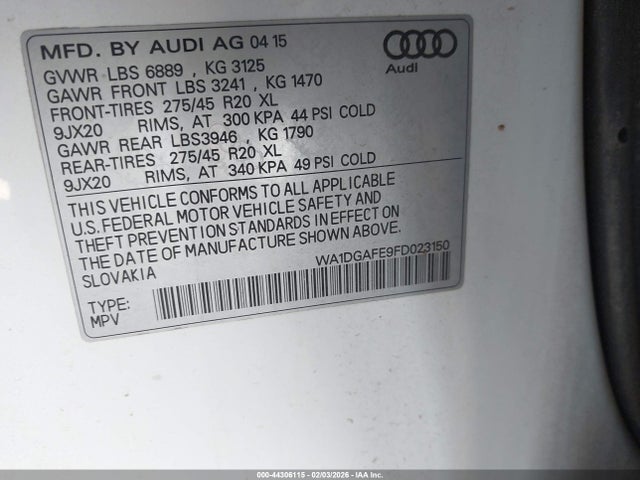 MFD. BY AUDI AG 04 15
GVWR LBS 6889 , KG 3125
GAWR FRONT LBS 3241 , KG 1470
FRONT-TIRES 275/45 R20 XL
9JX20 RIMS, AT 300 KPA 44 PSI COLD
GAWR REAR LBS3946 , KG 1790
REAR-TIRES 275/45 R20 XL
9JX20 RIMS, AT 340 KPA 49 PSI COLD
THIS VEHICLE CONFORMS TO ALL APPLICABLE
U.S. FEDERAL MOTOR VEHICLE SAFETY AND
THEFT PREVENTION STANDARDS IN EFFECT ON
THE DATE OF MANUFACTURE SHOWN ABOVE.
SLOVAKIA
WA1DGAFE9FD023150
TYPE:
MPV
Audi
000-44306115 - 02/03/2026 - IAA Inc.